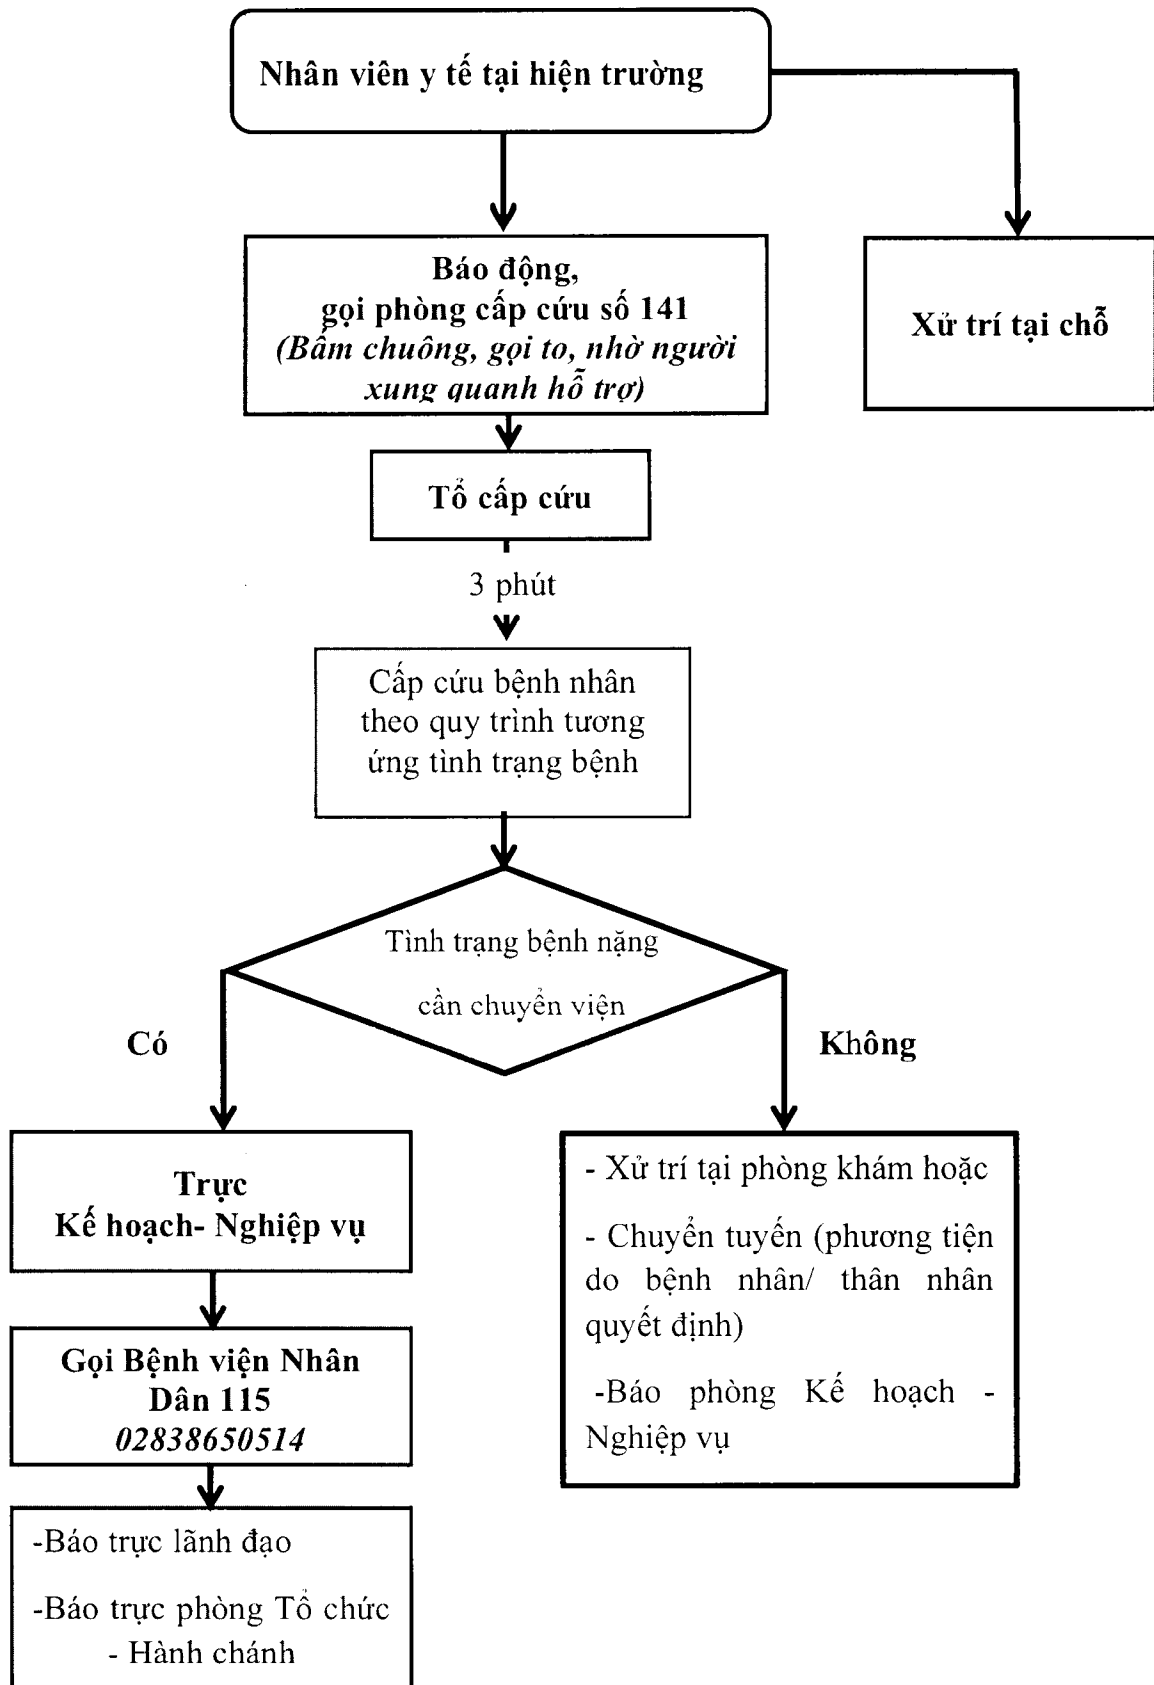 Nhân viên y tế tại hiện trường
Báo động,
gọi phòng cấp cứu số 141
(Bấm chuông, gọi to, nhờ người
xung quanh hỗ trợ)
Xử trí tại chỗ
Tổ cấp cứu
3 phút
Cấp cứu bệnh nhân
theo quy trình tương
ứng tình trạng bệnh
Tình trạng bệnh nặng
cần chuyển viện
Có
Không
Trực
Kế hoạch- Nghiệp vụ
Gọi Bệnh viện Nhân
Dân 115
02838650514
-Báo trực lãnh đạo
-Báo trực phòng Tổ chức
- Hành chánh
- Xử trí tại phòng khám hoặc
- Chuyển tuyến (phương tiện
do bệnh nhân/ thân nhân
quyết định)
-Báo phòng Kế hoạch -
Nghiệp vụ